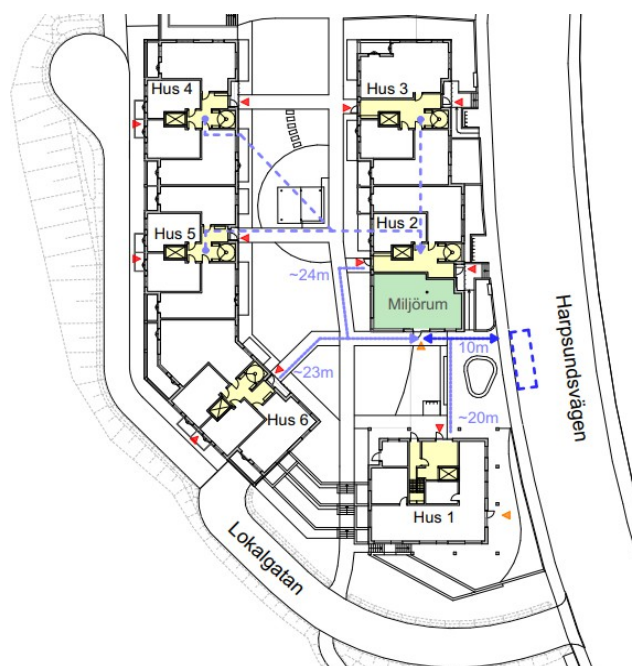 Hus 4
Hus 3
Hus 5
Hus 2
~24m
Miljörum
10m
Harpsundsvägen
~23m
Hus 6
~20m
Hus 1
Lokalgatan